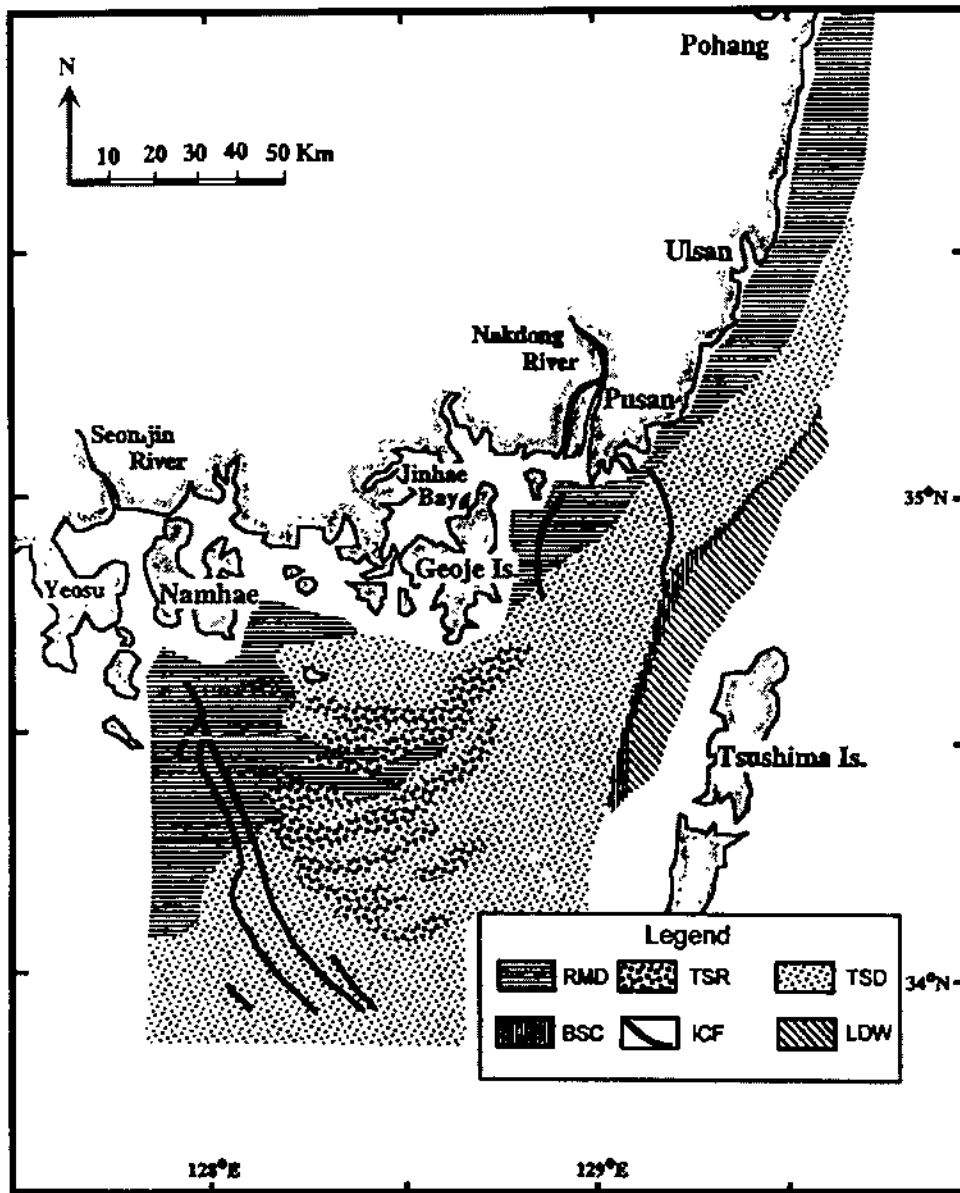 Pohang
N
10 20 30 40 50 Km
Ulsan
Nakdong
River
Pusan
Seomjin
River
Jinhae
Bay
35°N
Geoje Is.
Yeosu
Namhae
Tsushima Is.
Legend
RMD TSR TSD
34°N
BSC ICF LDW
128°E 129°E